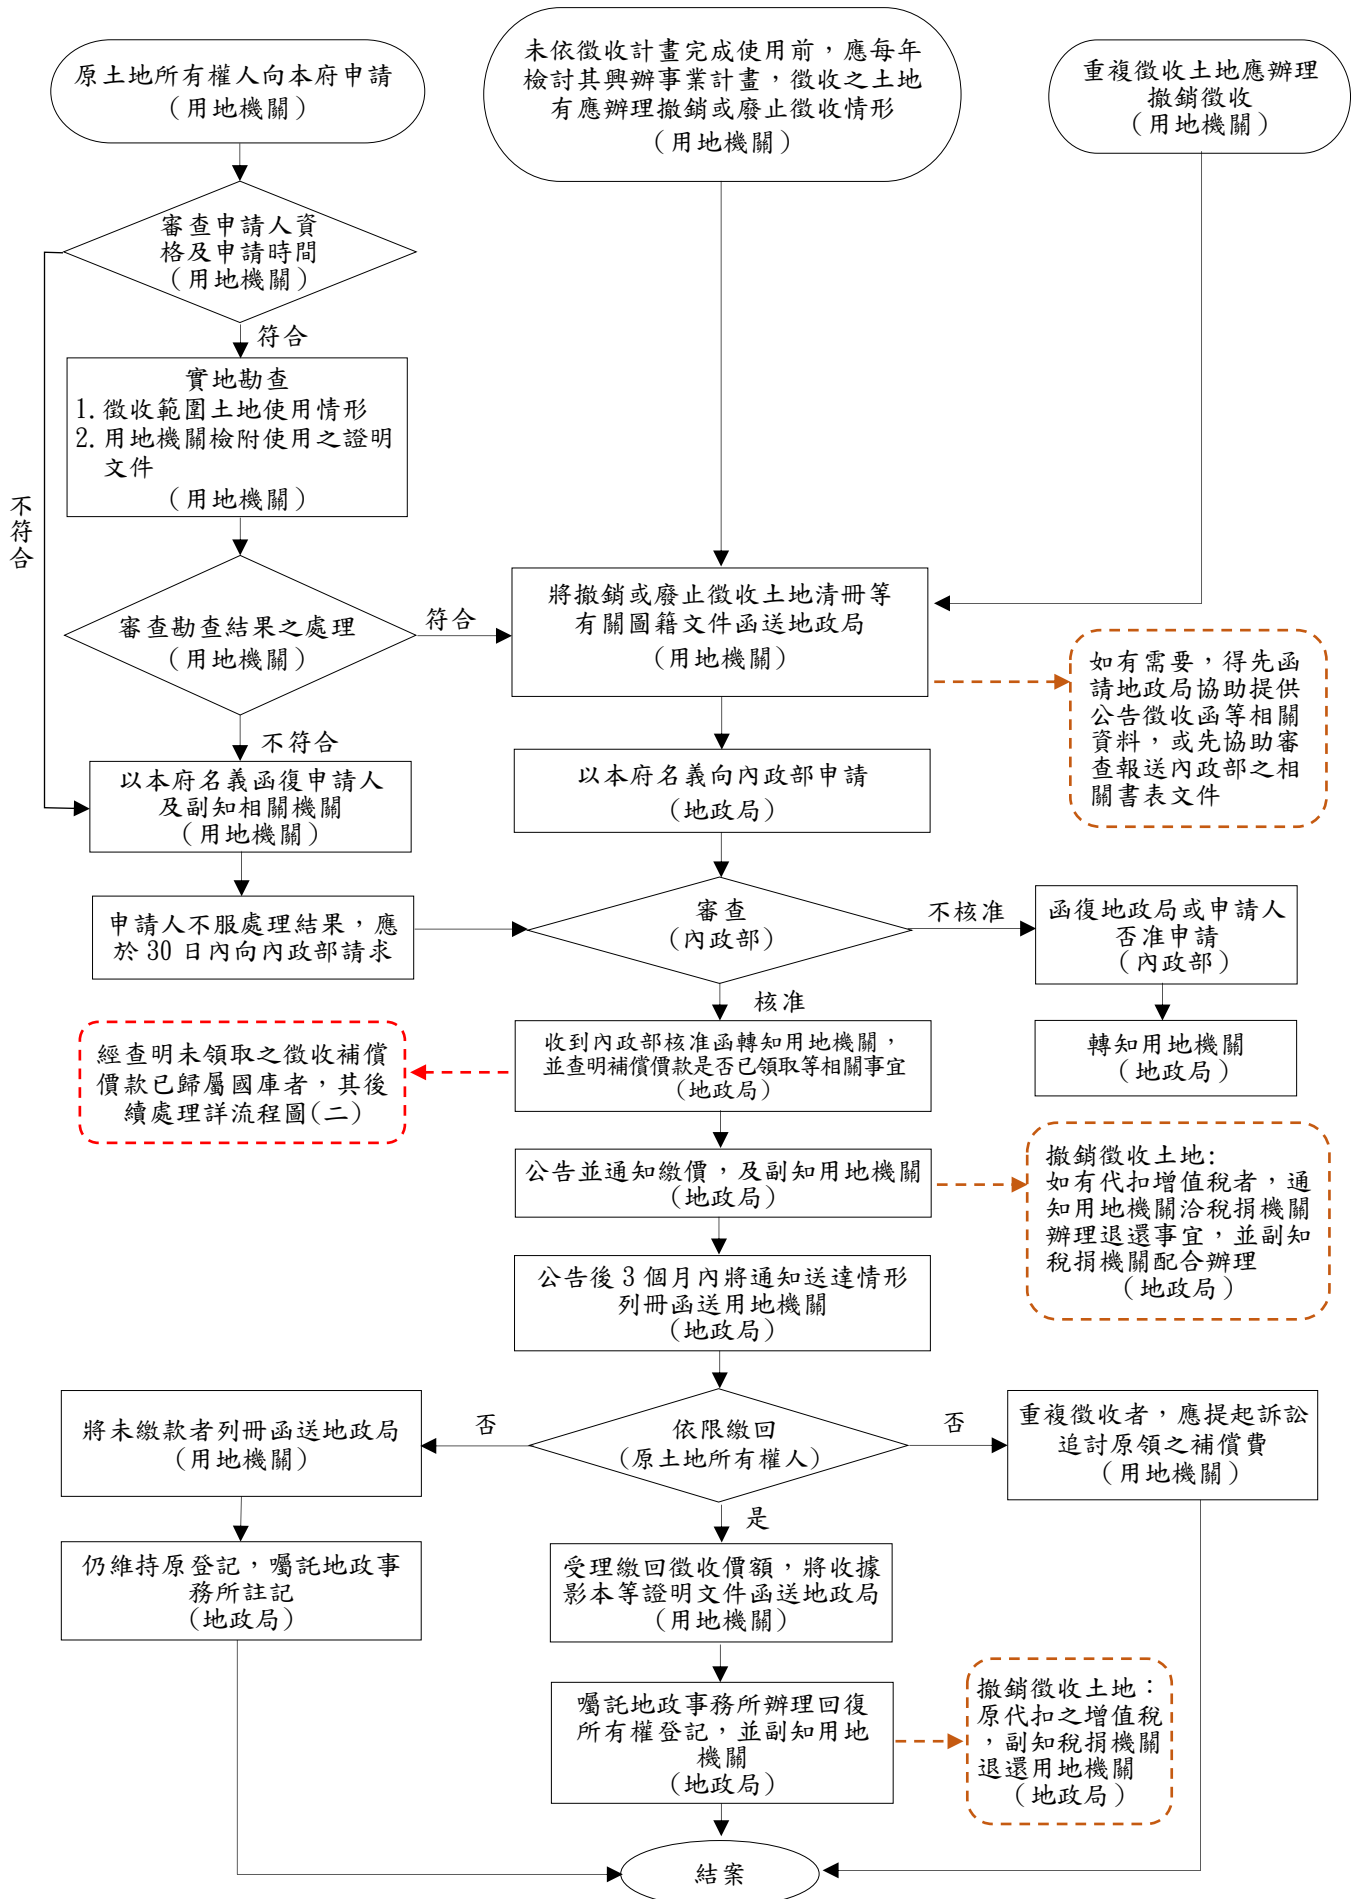 原土地所有權人向本府申請
（用地機關）
未依徵收計畫完成使用前，應每年
檢討其興辦事業計畫，徵收之土地
有應辦理撤銷或廢止徵收情形
（用地機關）
重複徵收土地應辦理
撤銷徵收
（用地機關）
審查申請人資
格及申請時間
（用地機關）
符合
不符合
實地勘查
1. 徵收範圍土地使用情形
2. 用地機關檢附使用之證明
文件
（用地機關）
審查勘查結果之處理
（用地機關）
符合
不符合
將撤銷或廢止徵收土地清冊等
有關圖籍文件函送地政局
（用地機關）
如有需要，得先函
請地政局協助提供
公告徵收函等相關
資料，或先協助審
查報送內政部之相
關書表文件
以本府名義函復申請人
及副知相關機關
（用地機關）
以本府名義向內政部申請
（地政局）
申請人不服處理結果，應
於 30 日內向內政部請求
審查
（內政部）
不核准
函復地政局或申請人
否准申請
（內政部）
核准
轉知用地機關
（地政局）
經查明未領取之徵收補償
價款已歸屬國庫者，其後
續處理詳流程圖(二)
收到內政部核准函轉知用地機關，
並查明補償價款是否已領取等相關事宜
（地政局）
公告並通知繳價，及副知用地機關
（地政局）
撤銷徵收土地:
如有代扣增值稅者，通
知用地機關洽稅捐機關
辦理退還事宜，並副知
稅捐機關配合辦理
（地政局）
公告後 3 個月內將通知送達情形
列冊函送用地機關
（地政局）
依限繳回
（原土地所有權人）
否
否
是
將未繳款者列冊函送地政局
（用地機關）
重複徵收者，應提起訴訟
追討原領之補償費
（用地機關）
仍維持原登記，囑託地政事
務所註記
（地政局）
受理繳回徵收價額，將收據
影本等證明文件函送地政局
（用地機關）
囑託地政事務所辦理回復
所有權登記，並副知用地
機關
（地政局）
撤銷徵收土地：
原代扣之增值稅
，副知稅捐機關
退還用地機關
（地政局）
結案